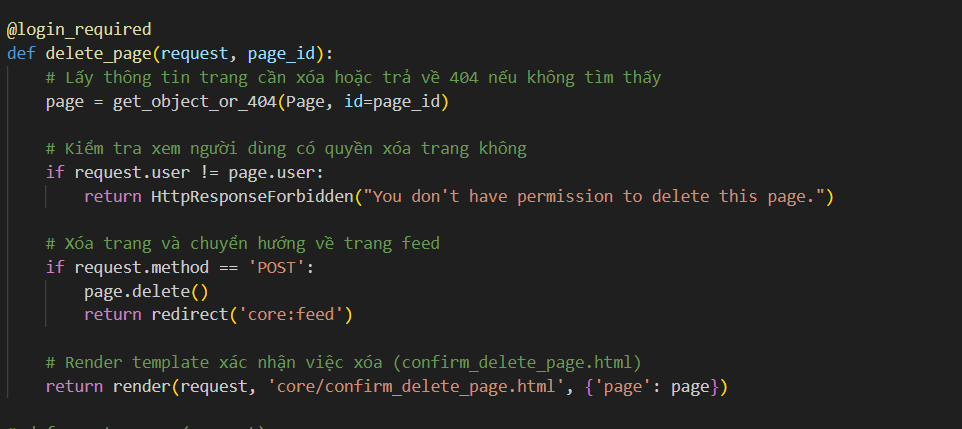 @login_required
def delete_page(request, page_id):
    # Lấy thông tin trang cần xóa hoặc trả về 404 nếu không tìm thấy
    page = get_object_or_404(Page, id=page_id)

    # Kiểm tra xem người dùng có quyền xóa trang không
    if request.user != page.user:
        return HttpResponseForbidden("You don't have permission to delete this page.")

    # Xóa trang và chuyển hướng về trang feed
    if request.method == 'POST':
        page.delete()
        return redirect('core:feed')

    # Render template xác nhận việc xóa (confirm_delete_page.html)
    return render(request, 'core/confirm_delete_page.html', {'page': page})